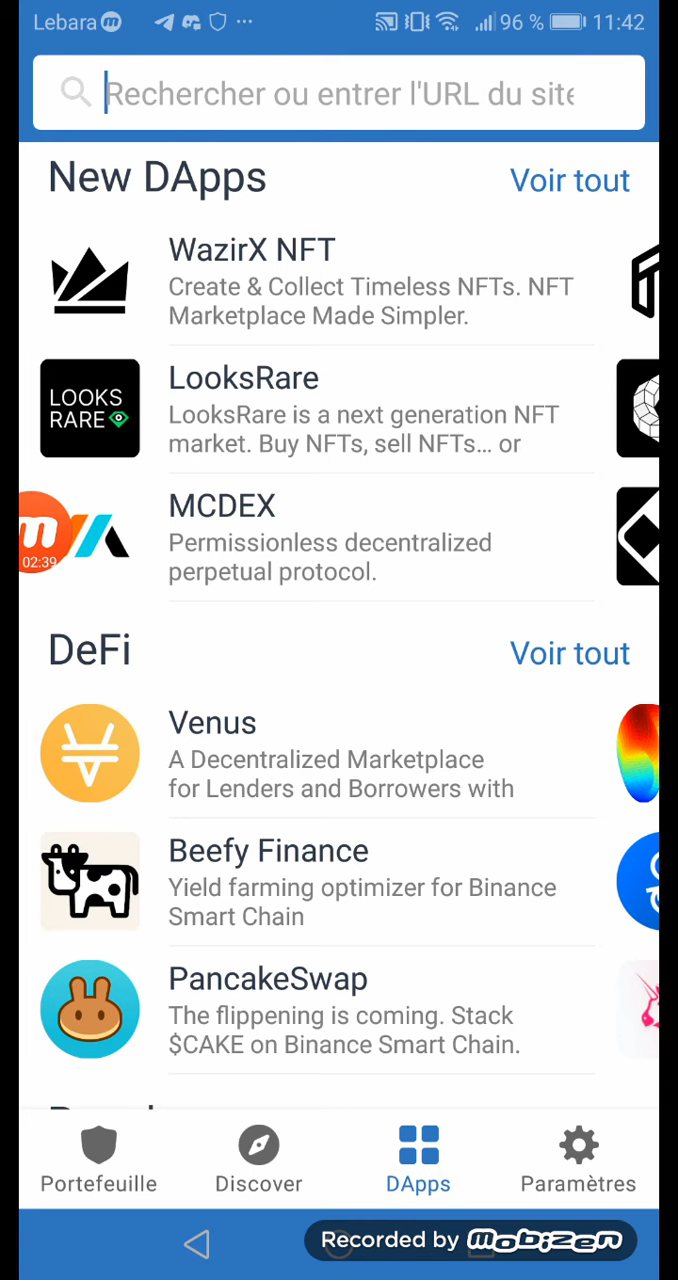 Lebara 96 % 11:42
Rechercher ou entrer l'URL du site
New DApps Voir tout
WazirX NFT
Create & Collect Timeless NFTs. NFT
Marketplace Made Simpler.
LOOKS
RARE
LooksRare
LooksRare is a next generation NFT
market. Buy NFTs, sell NFTs... or
02:39
MCDEX
Permissionless decentralized
perpetual protocol.
DeFi Voir tout
Venus
A Decentralized Marketplace
for Lenders and Borrowers with
Beefy Finance
Yield farming optimizer for Binance
Smart Chain
PancakeSwap
The flippening is coming. Stack
$CAKE on Binance Smart Chain.
Portefeuille Discover DApps Paramètres
Recorded by mobizen